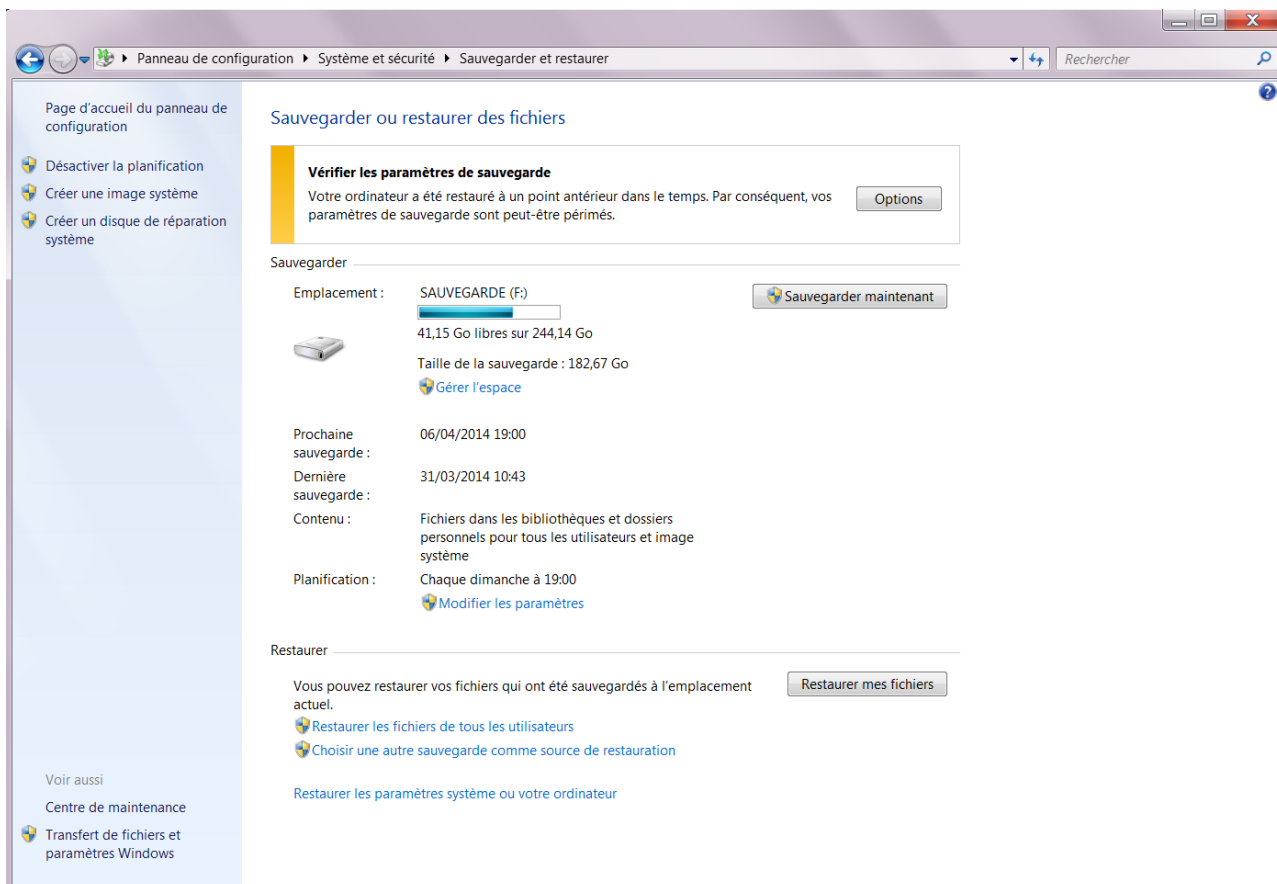 Panneau de configuration ▸ Système et sécurité ▸ Sauvegarder et restaurer
Rechercher
Page d'accueil du panneau de
configuration
Désactiver la planification
Créer une image système
Créer un disque de réparation
système
Sauvegarder ou restaurer des fichiers
Vérifier les paramètres de sauvegarde
Votre ordinateur a été restauré à un point antérieur dans le temps. Par conséquent, vos
paramètres de sauvegarde sont peut-être périmés.
Options
Sauvegarder
Emplacement : SAUVEGARDE (F:)
Sauvegarder maintenant
41,15 Go libres sur 244,14 Go
Taille de la sauvegarde : 182,67 Go
Gérer l'espace
Prochaine
sauvegarde :
06/04/2014 19:00
Dernière
sauvegarde :
31/03/2014 10:43
Contenu :
Fichiers dans les bibliothèques et dossiers
personnels pour tous les utilisateurs et image
système
Planification : Chaque dimanche à 19:00
Modifier les paramètres
Restaurer
Vous pouvez restaurer vos fichiers qui ont été sauvegardés à l'emplacement
actuel.
Restaurer mes fichiers
Restaurer les fichiers de tous les utilisateurs
Choisir une autre sauvegarde comme source de restauration
Restaurer les paramètres système ou votre ordinateur
Voir aussi
Centre de maintenance
Transfert de fichiers et
paramètres Windows